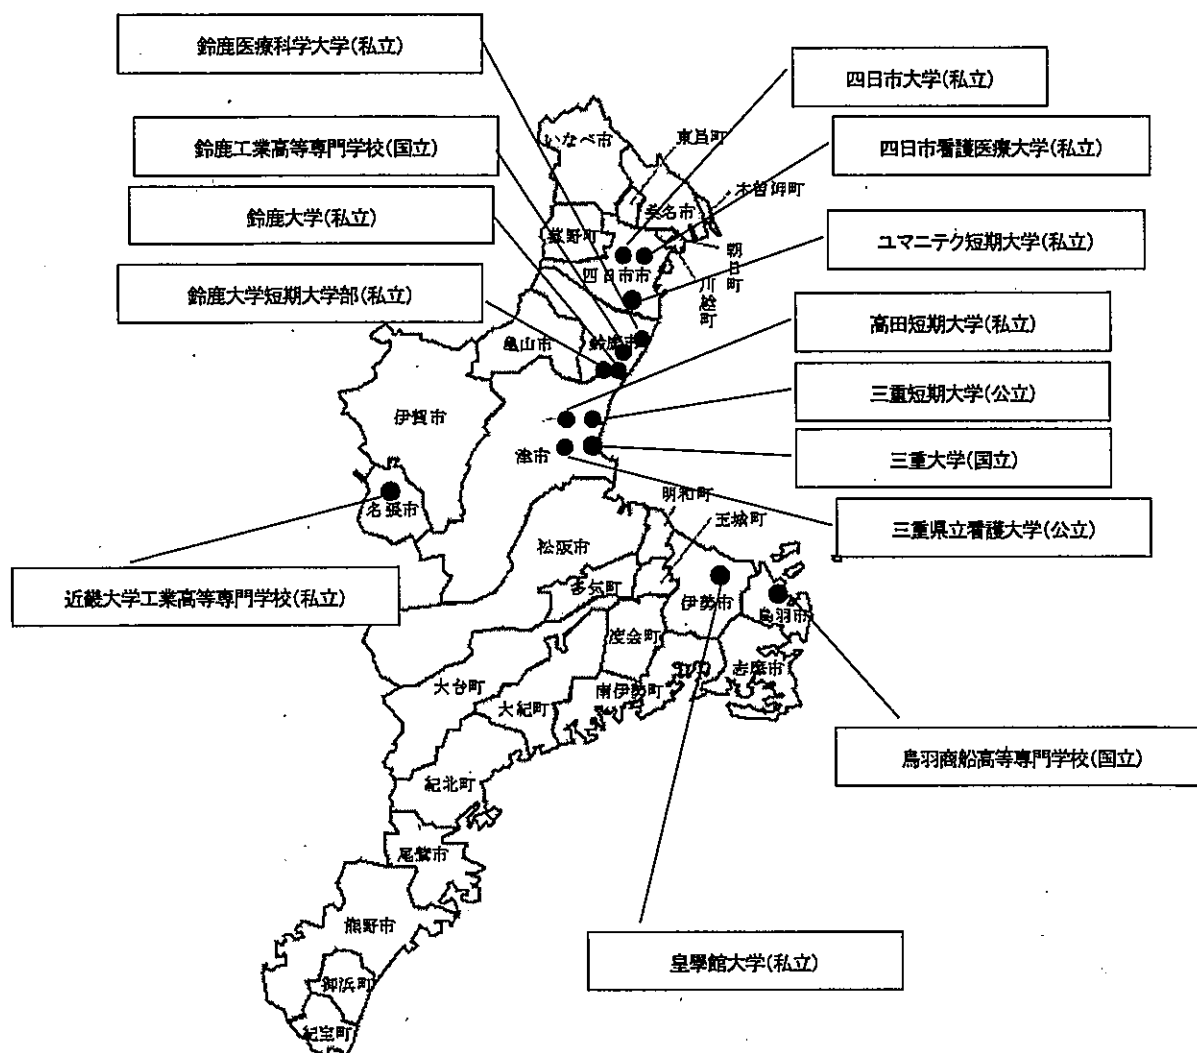 鈴鹿医療科学大学(私立)
四日市大学(私立)
鈴鹿工業高等専門学校(国立)
四日市看護医療大学(私立)
鈴鹿大学(私立)
ユマニテク短期大学(私立)
鈴鹿大学短期大学部(私立)
高田短期大学(私立)
三重短期大学(公立)
三重大学(国立)
三重県立看護大学(公立)
近畿大学工業高等専門学校(私立)
鳥羽商船高等専門学校(国立)
皇學館大学(私立)
いなべ市
東員町
木曽岬町
桑名市
菰野町
朝日町
四日市市
川越町
亀山市
鈴鹿市
伊賀市
津市
名張市
明和町
玉城町
松阪市
多気町
伊勢市
鳥羽市
度会町
志摩市
大台町
南伊勢町
大紀町
紀北町
尾鷲市
熊野市
御浜町
紀宝町